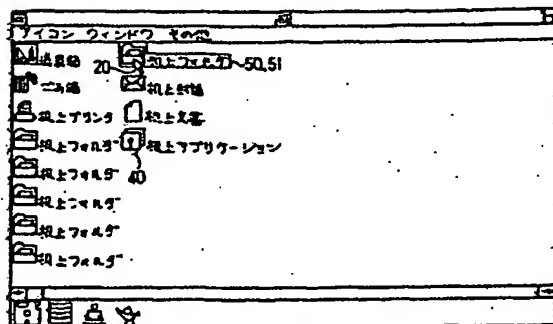 アイコン ウィンドウ その他
道具箱
机上フォルダ
50,51
20
ごみ箱
机上封筒
机上プリンタ
机上文書
机上フォルダ
机上アプリケーション
机上フォルダ
40
机上フォルダ
机上フォルダ
机上フォルダ